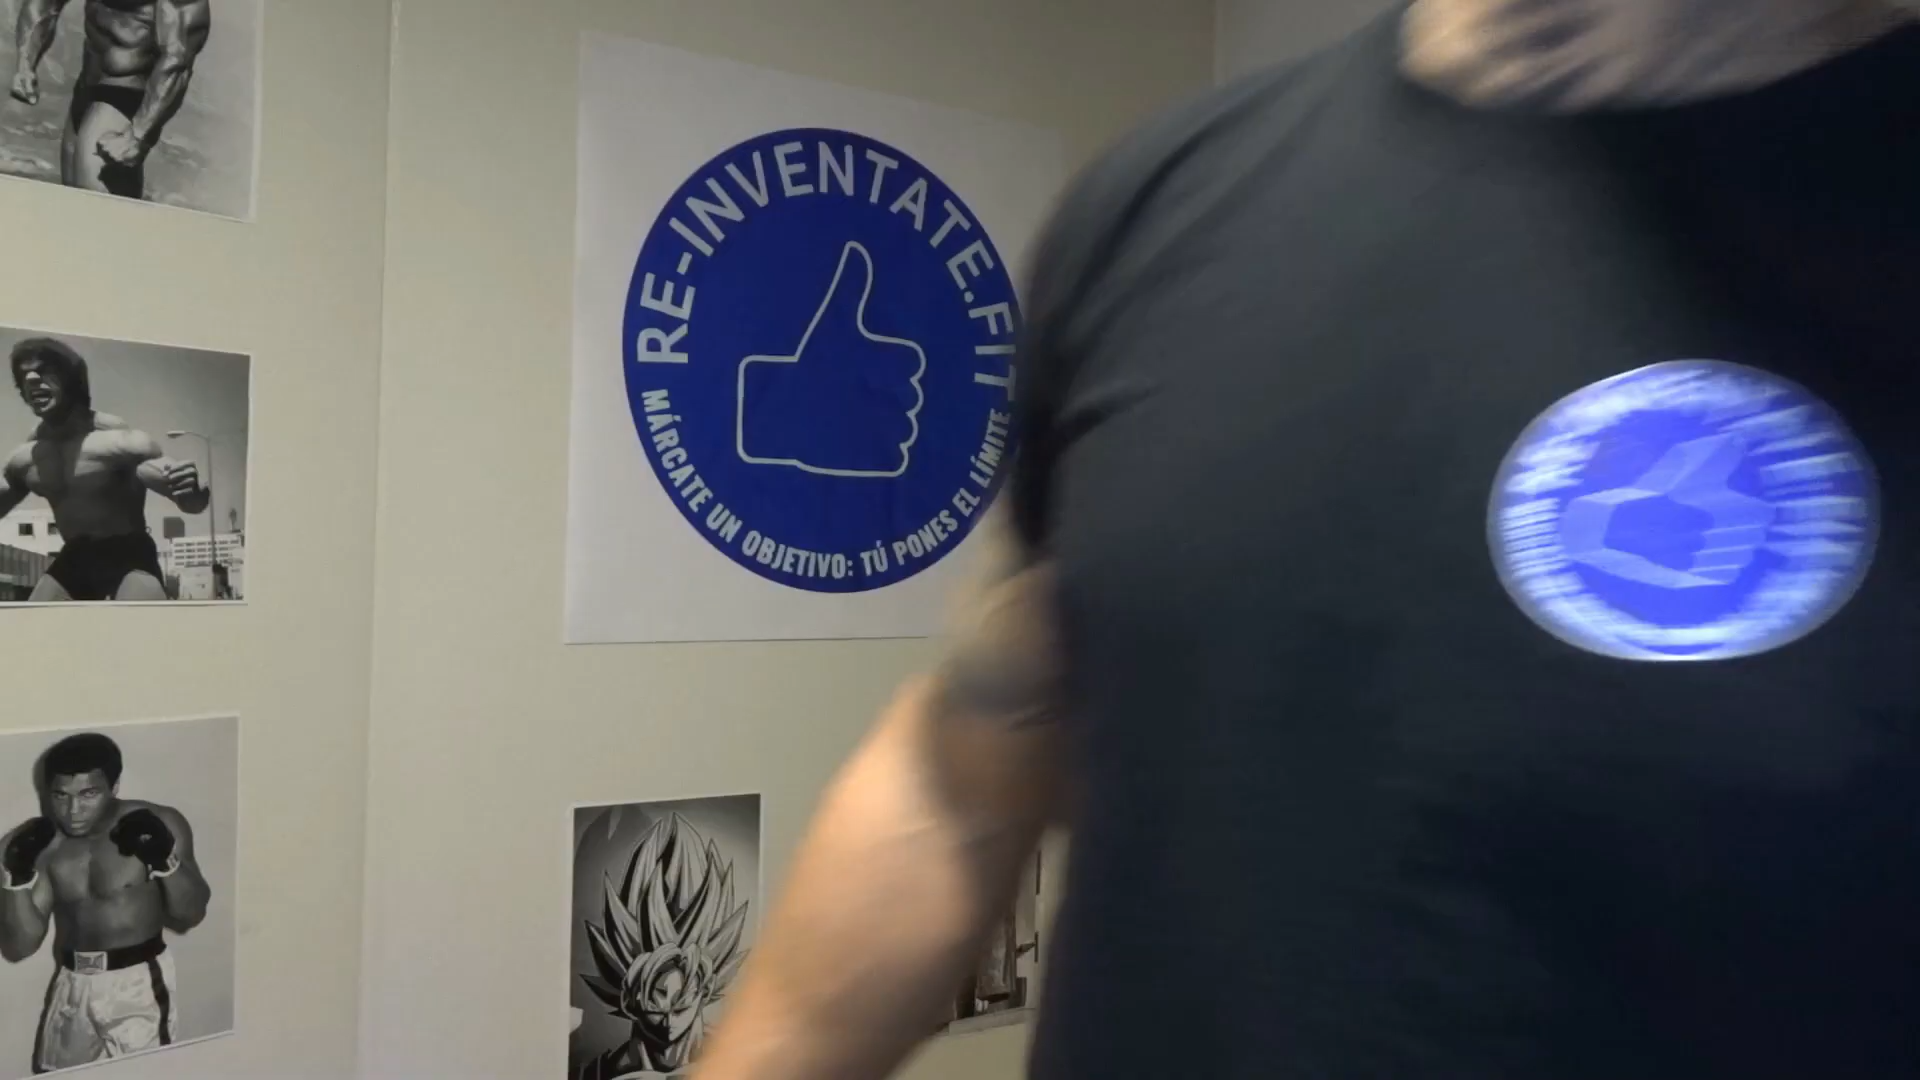 RE-INVENTATE.FIT
MÁRCATE UN OBJETIVO: TÚ PONES EL LÍMITE